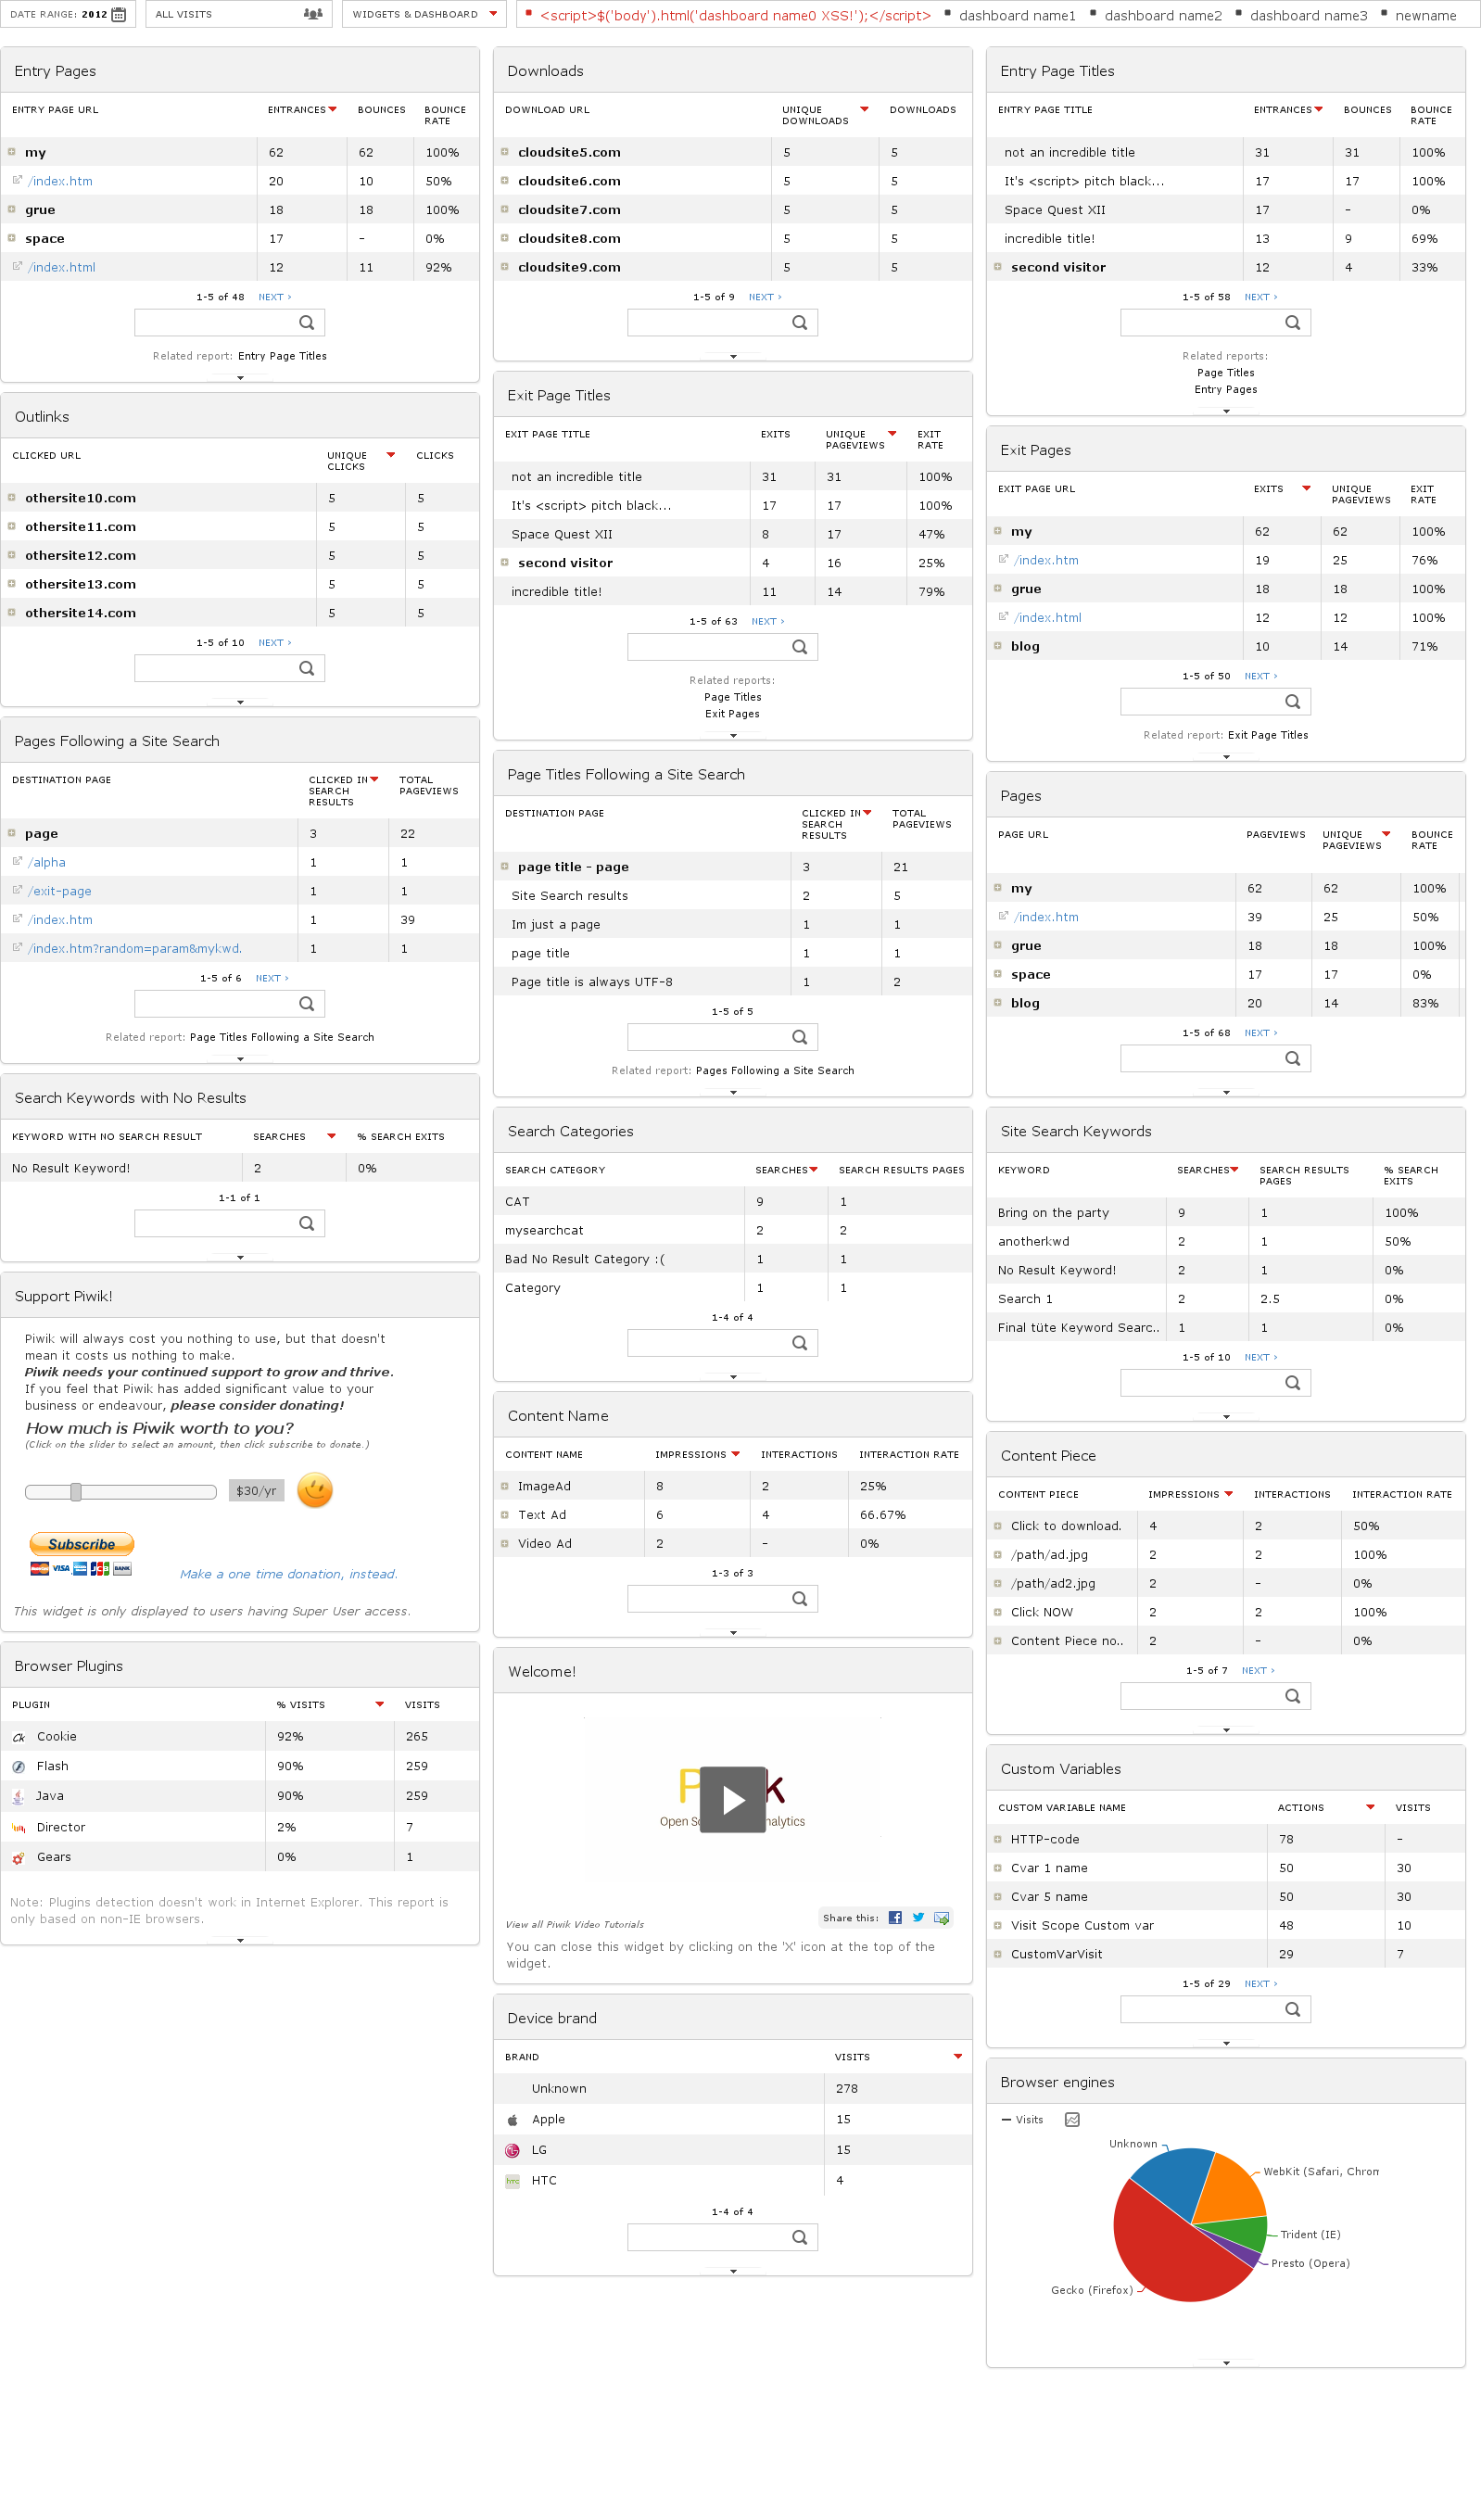 DATE RANGE: 2012
ALL VISITS
WIDGETS & DASHBOARD
<script>$('body').html('dashboard name0 XSS!');</script> dashboard name1 dashboard name2 dashboard name3 newname
Entry Pages
ENTRY PAGE URL ENTRANCES BOUNCES BOUNCE RATE
my 62 62 100%
/index.htm 20 10 50%
grue 18 18 100%
space 17 - 0%
/index.html 12 11 92%
1-5 of 48 NEXT ›
Related report: Entry Page Titles
Outlinks
CLICKED URL UNIQUE CLICKS CLICKS
othersite10.com 5 5
othersite11.com 5 5
othersite12.com 5 5
othersite13.com 5 5
othersite14.com 5 5
1-5 of 10 NEXT ›
Pages Following a Site Search
DESTINATION PAGE CLICKED IN SEARCH RESULTS TOTAL PAGEVIEWS
page 3 22
/alpha 1 1
/exit-page 1 1
/index.htm 1 39
/index.htm?random=param&mykwd. 1 1
1-5 of 6 NEXT ›
Related report: Page Titles Following a Site Search
Search Keywords with No Results
KEYWORD WITH NO SEARCH RESULT SEARCHES % SEARCH EXITS
No Result Keyword! 2 0%
1-1 of 1
Support Piwik!
Piwik will always cost you nothing to use, but that doesn't
mean it costs us nothing to make.
Piwik needs your continued support to grow and thrive.
If you feel that Piwik has added significant value to your
business or endeavour, please consider donating!
How much is Piwik worth to you?
(Click on the slider to select an amount, then click subscribe to donate.)
$30/yr
Subscribe
VISA JCB BANK
Make a one time donation, instead.
This widget is only displayed to users having Super User access.
Browser Plugins
PLUGIN % VISITS VISITS
Ck Cookie 92% 265
Flash 90% 259
Java 90% 259
Director 2% 7
Gears 0% 1
Note: Plugins detection doesn't work in Internet Explorer. This report is
only based on non-IE browsers.
Downloads
DOWNLOAD URL UNIQUE DOWNLOADS DOWNLOADS
cloudsite5.com 5 5
cloudsite6.com 5 5
cloudsite7.com 5 5
cloudsite8.com 5 5
cloudsite9.com 5 5
1-5 of 9 NEXT ›
Exit Page Titles
EXIT PAGE TITLE EXITS UNIQUE PAGEVIEWS EXIT RATE
not an incredible title 31 31 100%
It's <script> pitch black... 17 17 100%
Space Quest XII 8 17 47%
second visitor 4 16 25%
incredible title! 11 14 79%
1-5 of 63 NEXT ›
Related reports:
Page Titles
Exit Pages
Page Titles Following a Site Search
DESTINATION PAGE CLICKED IN SEARCH RESULTS TOTAL PAGEVIEWS
page title - page 3 21
Site Search results 2 5
Im just a page 1 1
page title 1 1
Page title is always UTF-8 1 2
1-5 of 5
Related report: Pages Following a Site Search
Search Categories
SEARCH CATEGORY SEARCHES SEARCH RESULTS PAGES
CAT 9 1
mysearchcat 2 2
Bad No Result Category :( 1 1
Category 1 1
1-4 of 4
Content Name
CONTENT NAME IMPRESSIONS INTERACTIONS INTERACTION RATE
ImageAd 8 2 25%
Text Ad 6 4 66.67%
Video Ad 2 - 0%
1-3 of 3
Welcome!
P k
Open S nalytics
View all Piwik Video Tutorials
Share this:
You can close this widget by clicking on the 'X' icon at the top of the
widget.
Device brand
BRAND VISITS
Unknown 278
Apple 15
LG 15
hTC HTC 4
1-4 of 4
Entry Page Titles
ENTRY PAGE TITLE ENTRANCES BOUNCES BOUNCE RATE
not an incredible title 31 31 100%
It's <script> pitch black... 17 17 100%
Space Quest XII 17 - 0%
incredible title! 13 9 69%
second visitor 12 4 33%
1-5 of 58 NEXT ›
Related reports:
Page Titles
Entry Pages
Exit Pages
EXIT PAGE URL EXITS UNIQUE PAGEVIEWS EXIT RATE
my 62 62 100%
/index.htm 19 25 76%
grue 18 18 100%
/index.html 12 12 100%
blog 10 14 71%
1-5 of 50 NEXT ›
Related report: Exit Page Titles
Pages
PAGE URL PAGEVIEWS UNIQUE PAGEVIEWS BOUNCE RATE
my 62 62 100%
/index.htm 39 25 50%
grue 18 18 100%
space 17 17 0%
blog 20 14 83%
1-5 of 68 NEXT ›
Site Search Keywords
KEYWORD SEARCHES SEARCH RESULTS PAGES % SEARCH EXITS
Bring on the party 9 1 100%
anotherkwd 2 1 50%
No Result Keyword! 2 1 0%
Search 1 2 2.5 0%
Final tüte Keyword Searc.. 1 1 0%
1-5 of 10 NEXT ›
Content Piece
CONTENT PIECE IMPRESSIONS INTERACTIONS INTERACTION RATE
Click to download. 4 2 50%
/path/ad.jpg 2 2 100%
/path/ad2.jpg 2 - 0%
Click NOW 2 2 100%
Content Piece no.. 2 - 0%
1-5 of 7 NEXT ›
Custom Variables
CUSTOM VARIABLE NAME ACTIONS VISITS
HTTP-code 78 -
Cvar 1 name 50 30
Cvar 5 name 50 30
Visit Scope Custom var 48 10
CustomVarVisit 29 7
1-5 of 29 NEXT ›
Browser engines
Visits
Unknown
WebKit (Safari, Chrom
Trident (IE)
Presto (Opera)
Gecko (Firefox)